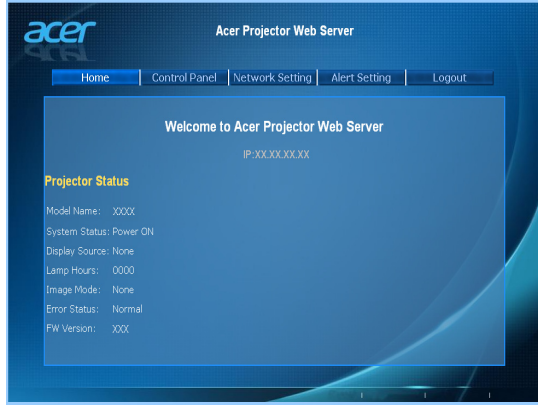 acer
Acer Projector Web Server
Home Control Panel Network Setting Alert Setting Logout
Welcome to Acer Projector Web Server
IP:XX.XX.XX.XX
Projector Status
Model Name: XXXX
System Status: Power ON
Display Source: None
Lamp Hours: 0000
Image Mode: None
Error Status: Normal
FW Version: XXX